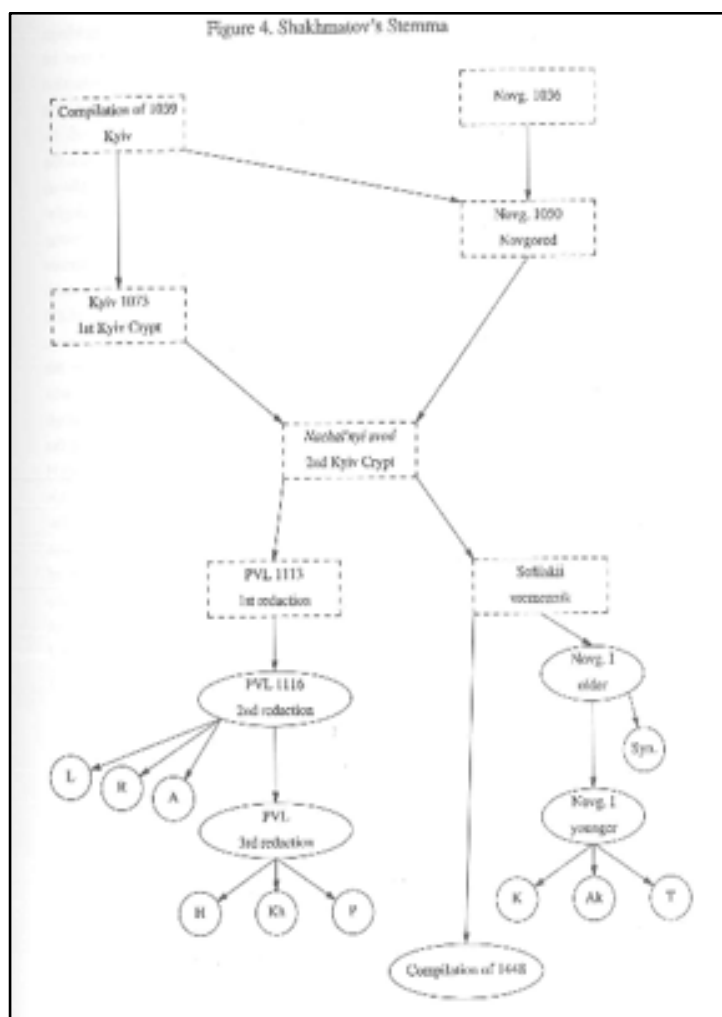 Figure 4. Shakhmatov's Stemma
Compilation of 1039
Kyiv
Novg. 1036
Novg. 1050
Novgorod
Kyiv 1073
1st Kyiv Crypt
Nachal'nyi svod
2nd Kyiv Crypt
PVL 1113
1st redaction
Sofiiskii
vremennik
PVL 1116
2nd redaction
Novg. I
older
Syn.
L
R
A
PVL
3rd redaction
Novg. I
younger
H
Kh
P
K
Ak
T
Compilation of 1448